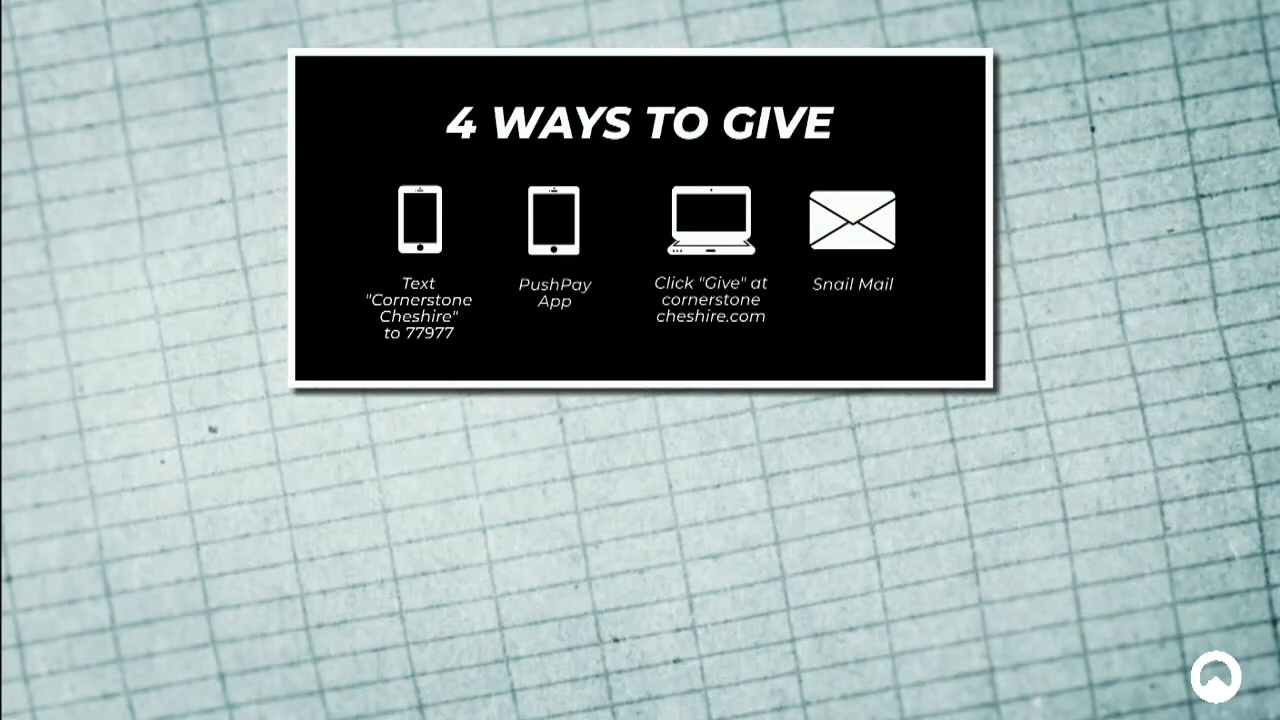 4 WAYS TO GIVE
Text
"Cornerstone
Cheshire"
to 77977
PushPay
App
Click "Give" at
cornerstone
cheshire.com
Snail Mail